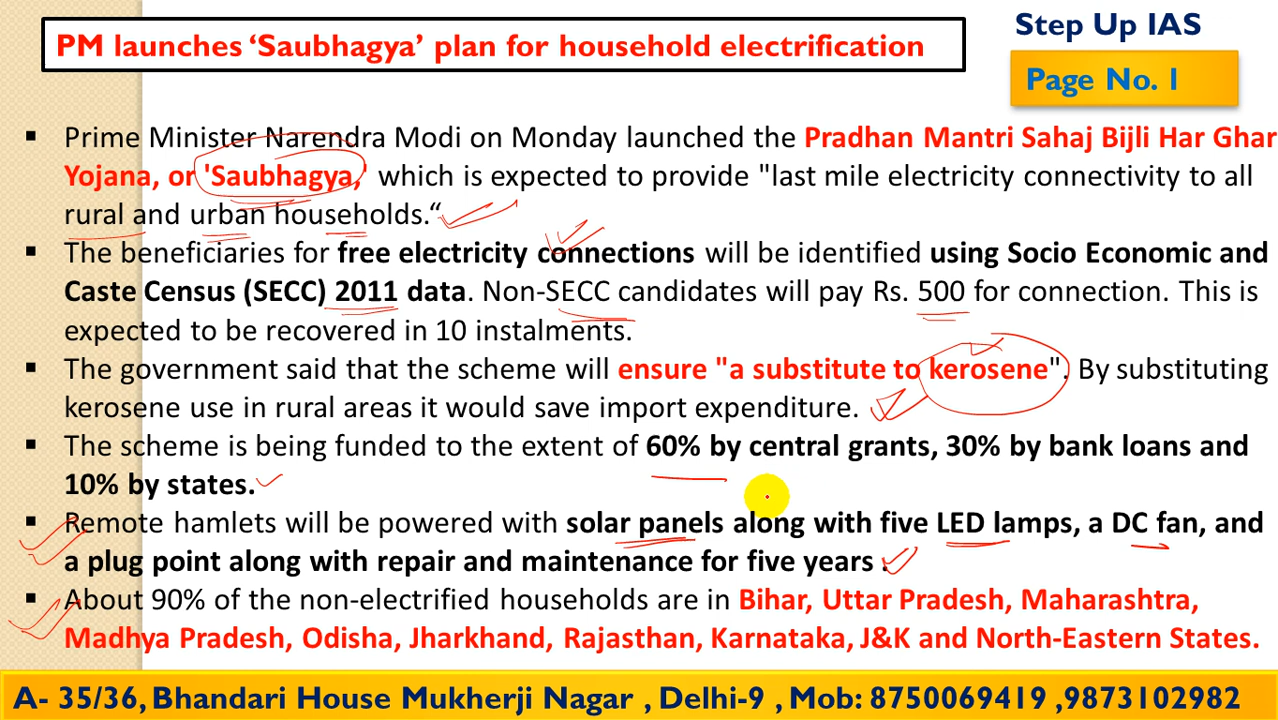 PM launches ‘Saubhagya’ plan for household electrification
Step Up IAS
Page No. 1
▪ Prime Minister Narendra Modi on Monday launched the Pradhan Mantri Sahaj Bijli Har Ghar
Yojana, or 'Saubhagya,' which is expected to provide "last mile electricity connectivity to all
rural and urban households.“
▪ The beneficiaries for free electricity connections will be identified using Socio Economic and
Caste Census (SECC) 2011 data. Non-SECC candidates will pay Rs. 500 for connection. This is
expected to be recovered in 10 instalments.
▪ The government said that the scheme will ensure "a substitute to kerosene". By substituting
kerosene use in rural areas it would save import expenditure.
▪ The scheme is being funded to the extent of 60% by central grants, 30% by bank loans and
10% by states.
▪ Remote hamlets will be powered with solar panels along with five LED lamps, a DC fan, and
a plug point along with repair and maintenance for five years .
▪ About 90% of the non-electrified households are in Bihar, Uttar Pradesh, Maharashtra,
Madhya Pradesh, Odisha, Jharkhand, Rajasthan, Karnataka, J&K and North-Eastern States.
A- 35/36, Bhandari House Mukherji Nagar , Delhi-9 , Mob: 8750069419 ,9873102982